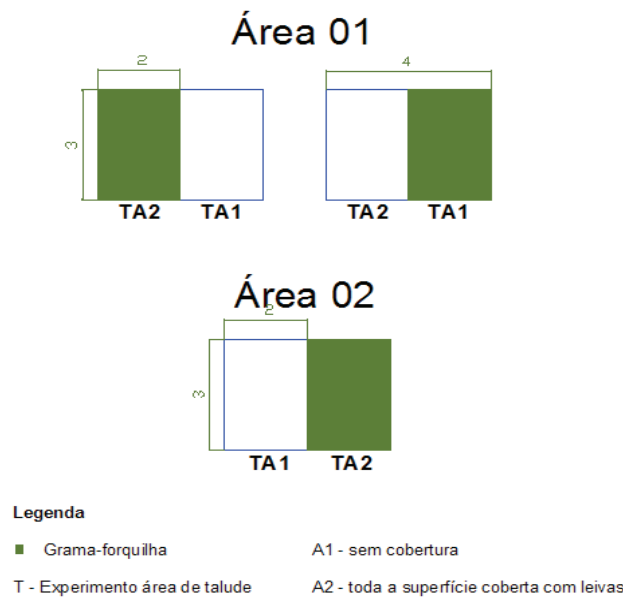 Área 01
2
4
3
TA2 TA1
TA2 TA1
Área 02
2
3
TA1 TA2
Legenda
Grama-forquilha
A1 - sem cobertura
T - Experimento área de talude
A2 - toda a superfície coberta com leivas